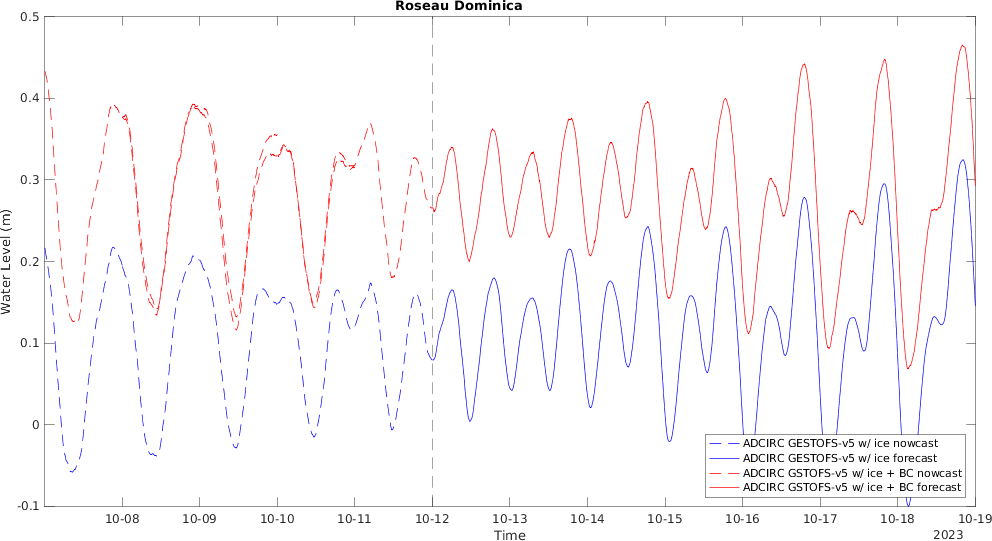 Roseau Dominica
0.5
0.4
0.3
0.2
0.1
0
-0.1
Water Level (m)
10-08 10-09 10-10 10-11 10-12 10-13 10-14 10-15 10-16 10-17 10-18 10-19
Time
2023
ADCIRC GESTOFS-v5 w/ ice nowcast
ADCIRC GESTOFS-v5 w/ ice forecast
ADCIRC GSTOFS-v5 w/ ice + BC nowcast
ADCIRC GSTOFS-v5 w/ ice + BC forecast